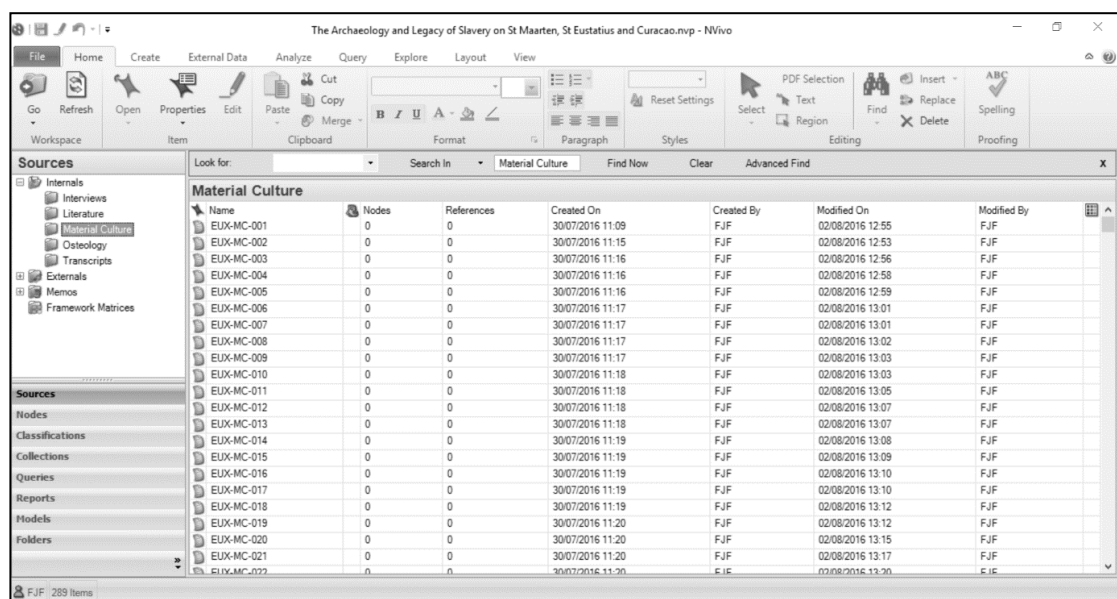 The Archaeology and Legacy of Slavery on St Maarten, St Eustatius and Curacao.nvp - NVivo
File Home Create External Data Analyze Query Explore Layout View
Go Refresh Open Properties Edit Paste Cut Copy Merge B I U A Reset Settings Select PDF Selection Text Region Find Insert Replace Delete ABC Spelling
Workspace Item Clipboard Format Paragraph Styles Editing Proofing
Sources
Internals
Interviews
Literature
Material Culture
Osteology
Transcripts
Externals
Memos
Framework Matrices
Sources
Nodes
Classifications
Collections
Queries
Reports
Models
Folders
Look for: Search In Material Culture Find Now Clear Advanced Find X
Material Culture
Name Nodes References Created On Created By Modified On Modified By
EUX-MC-001 0 0 30/07/2016 11:09 FJF 02/08/2016 12:55 FJF
EUX-MC-002 0 0 30/07/2016 11:15 FJF 02/08/2016 12:53 FJF
EUX-MC-003 0 0 30/07/2016 11:16 FJF 02/08/2016 12:56 FJF
EUX-MC-004 0 0 30/07/2016 11:16 FJF 02/08/2016 12:58 FJF
EUX-MC-005 0 0 30/07/2016 11:16 FJF 02/08/2016 12:59 FJF
EUX-MC-006 0 0 30/07/2016 11:17 FJF 02/08/2016 13:01 FJF
EUX-MC-007 0 0 30/07/2016 11:17 FJF 02/08/2016 13:01 FJF
EUX-MC-008 0 0 30/07/2016 11:17 FJF 02/08/2016 13:02 FJF
EUX-MC-009 0 0 30/07/2016 11:17 FJF 02/08/2016 13:03 FJF
EUX-MC-010 0 0 30/07/2016 11:18 FJF 02/08/2016 13:03 FJF
EUX-MC-011 0 0 30/07/2016 11:18 FJF 02/08/2016 13:05 FJF
EUX-MC-012 0 0 30/07/2016 11:18 FJF 02/08/2016 13:07 FJF
EUX-MC-013 0 0 30/07/2016 11:18 FJF 02/08/2016 13:07 FJF
EUX-MC-014 0 0 30/07/2016 11:19 FJF 02/08/2016 13:08 FJF
EUX-MC-015 0 0 30/07/2016 11:19 FJF 02/08/2016 13:09 FJF
EUX-MC-016 0 0 30/07/2016 11:19 FJF 02/08/2016 13:10 FJF
EUX-MC-017 0 0 30/07/2016 11:19 FJF 02/08/2016 13:10 FJF
EUX-MC-018 0 0 30/07/2016 11:19 FJF 02/08/2016 13:12 FJF
EUX-MC-019 0 0 30/07/2016 11:20 FJF 02/08/2016 13:12 FJF
EUX-MC-020 0 0 30/07/2016 11:20 FJF 02/08/2016 13:15 FJF
EUX-MC-021 0 0 30/07/2016 11:20 FJF 02/08/2016 13:17 FJF
EUX-MC-022 0 0 30/07/2016 11:20 FJF 02/08/2016 13:20 FJF
FJF 289 Items